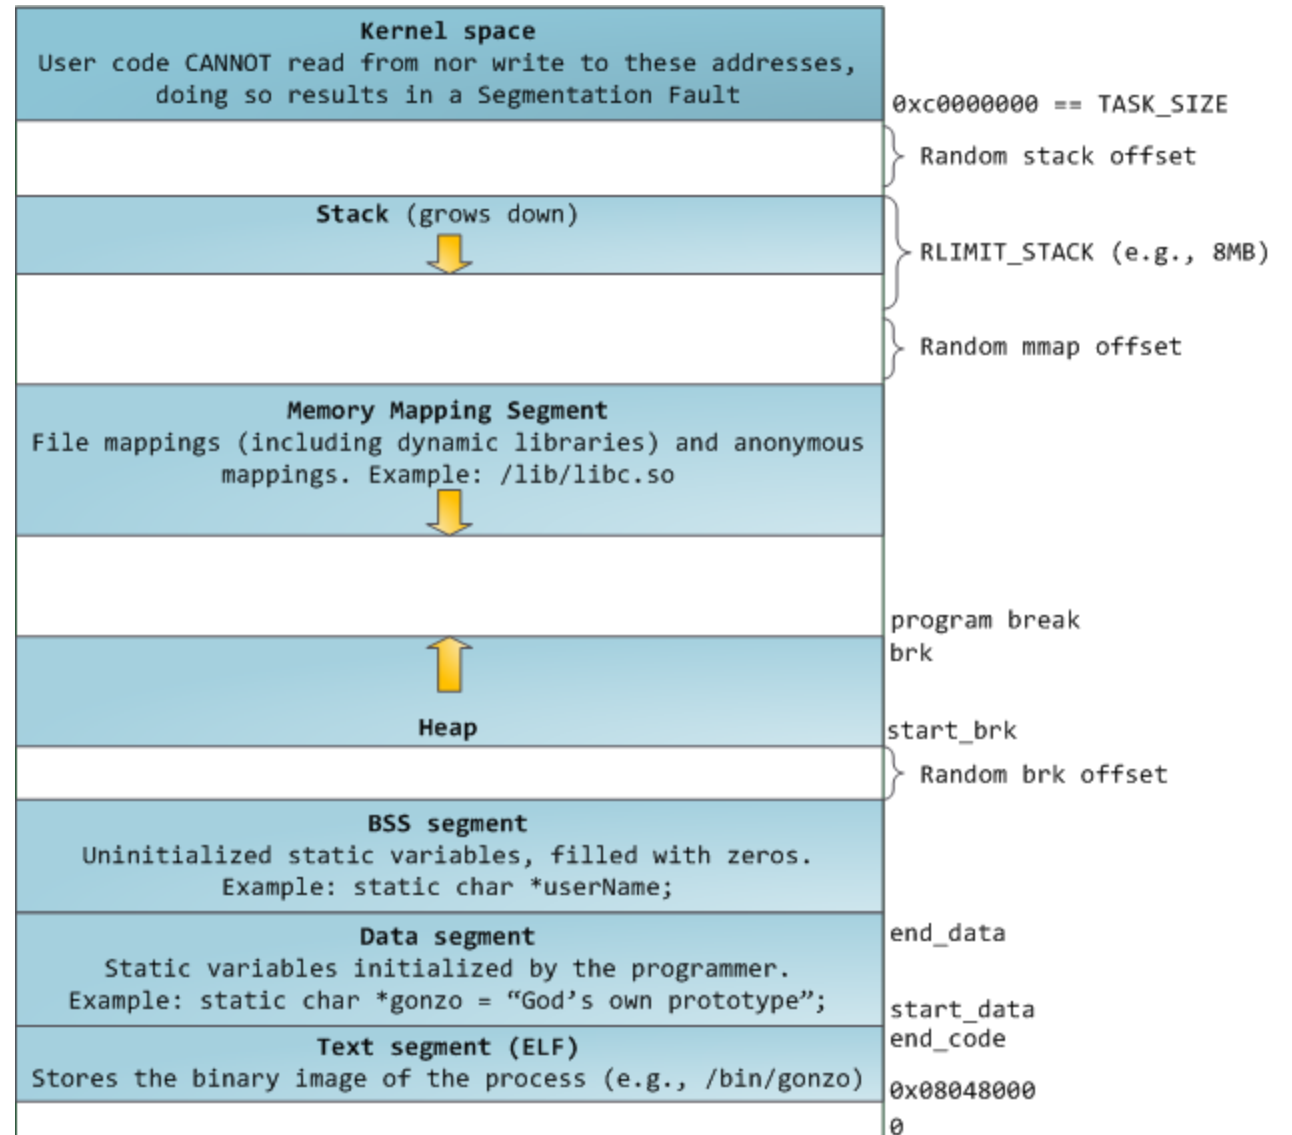 Kernel space
User code CANNOT read from nor write to these addresses,
doing so results in a Segmentation Fault
0xc0000000 == TASK_SIZE
Random stack offset
Stack (grows down)
RLIMIT_STACK (e.g., 8MB)
Random mmap offset
Memory Mapping Segment
File mappings (including dynamic libraries) and anonymous
mappings. Example: /lib/libc.so
program break
brk
Heap
start_brk
Random brk offset
BSS segment
Uninitialized static variables, filled with zeros.
Example: static char *userName;
Data segment
end_data
Static variables initialized by the programmer.
Example: static char *gonzo = “God’s own prototype”;
start_data
end_code
Text segment (ELF)
Stores the binary image of the process (e.g., /bin/gonzo)
0x08048000
0